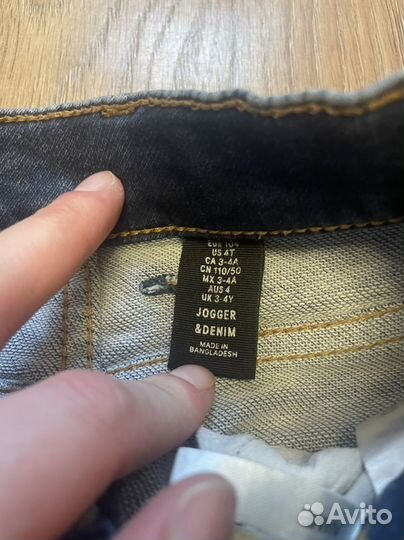 EUR 104
US 4T
CA 3-4A
CN 110/50
MX 3-4A
AUS 4
UK 3-4Y
JOGGER
&DENIM
MADE IN
BANGLADESH
Avito